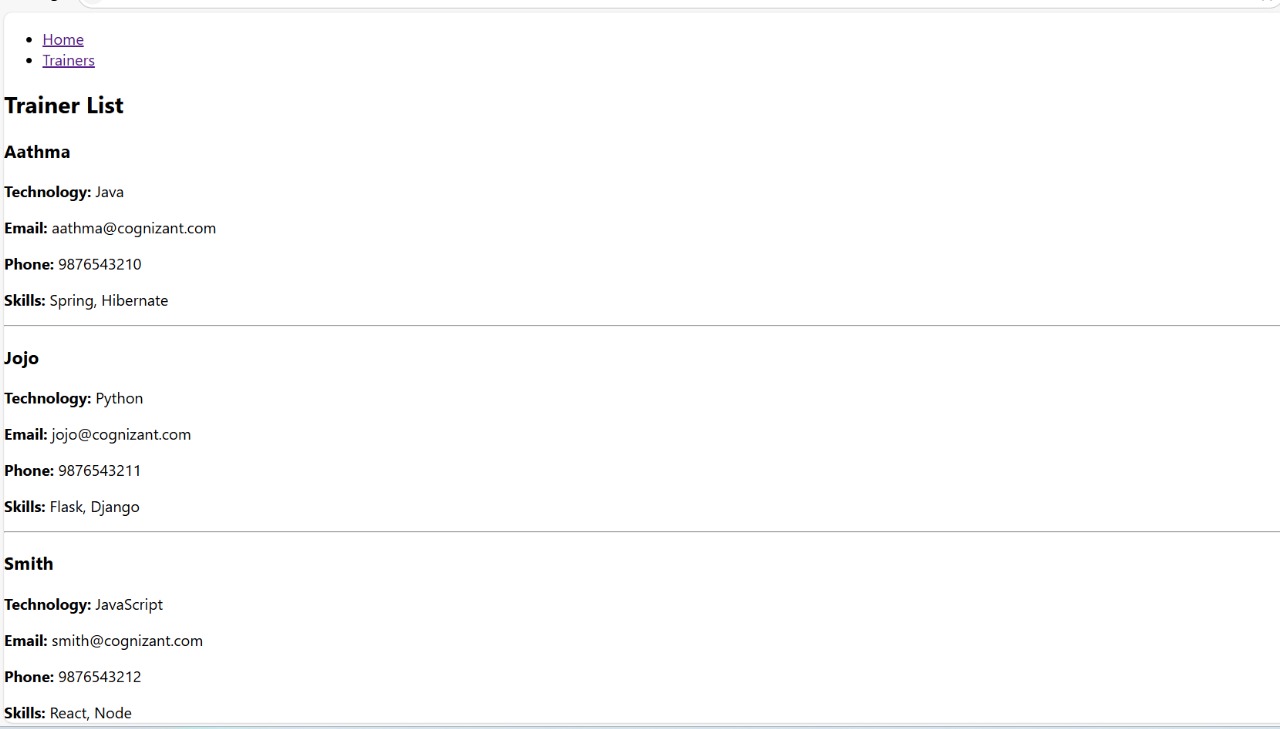 Home
Trainers
Trainer List
Aathma
Technology: Java
Email: aathma@cognizant.com
Phone: 9876543210
Skills: Spring, Hibernate
Jojo
Technology: Python
Email: jojo@cognizant.com
Phone: 9876543211
Skills: Flask, Django
Smith
Technology: JavaScript
Email: smith@cognizant.com
Phone: 9876543212
Skills: React, Node